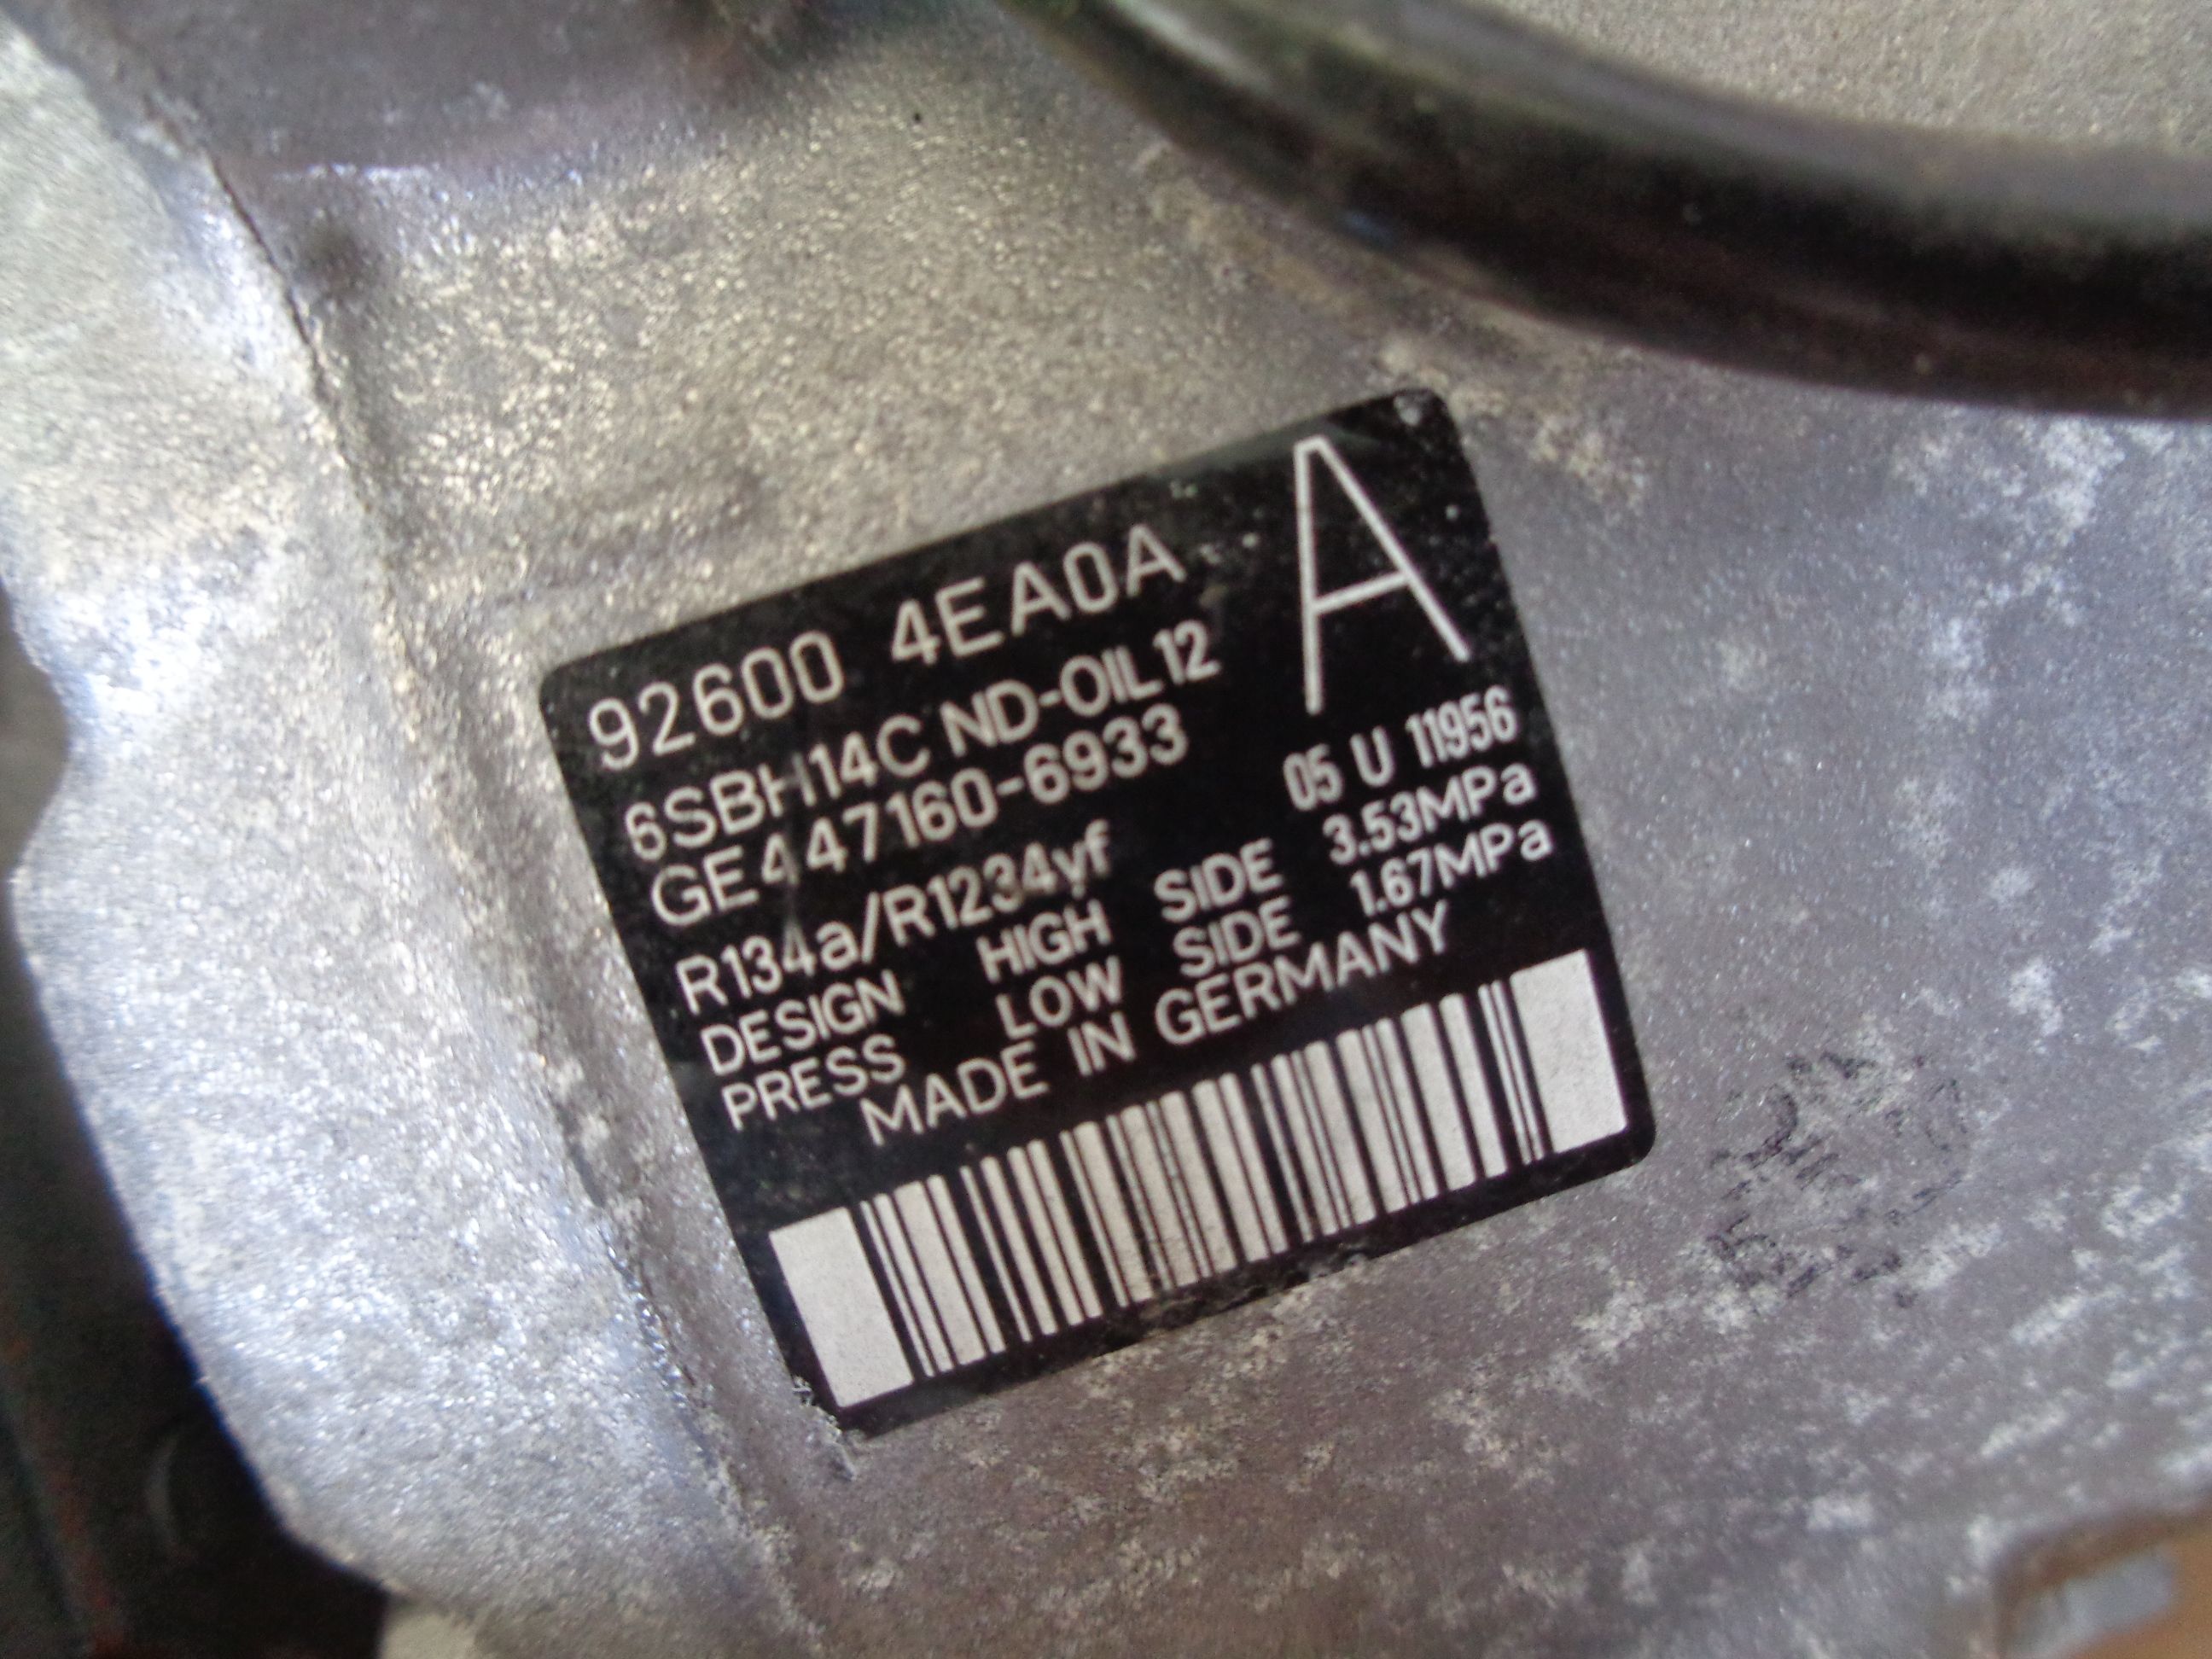 92600 4EA0A A
6SBH14C ND-OIL12
GE447160-6933
05 U 11956
R134a/R1234yf
DESIGN HIGH SIDE 3.53MPa
PRESS LOW SIDE 1.67MPa
MADE IN GERMANY